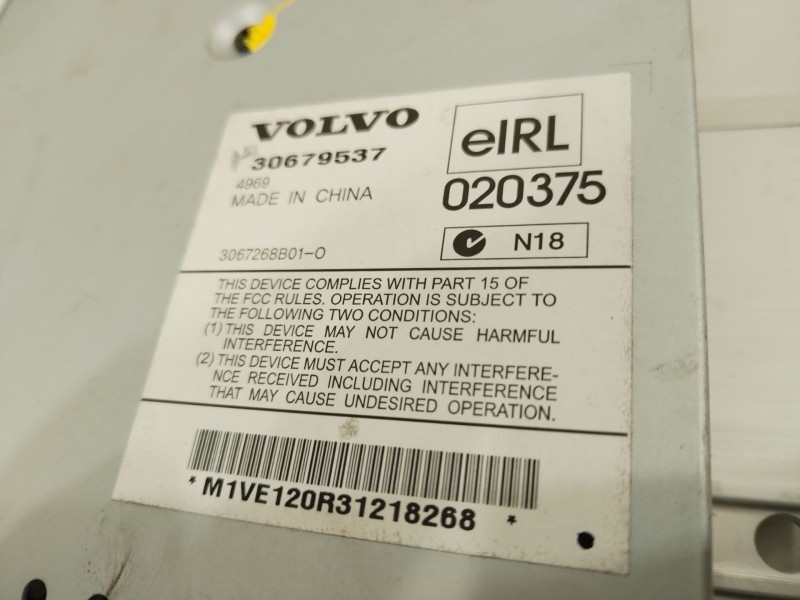 VOLVO
30679537
4969
MADE IN CHINA
eIRL
020375
N18
3067268B01-O
THIS DEVICE COMPLIES WITH PART 15 OF
THE FCC RULES. OPERATION IS SUBJECT TO
THE FOLLOWING TWO CONDITIONS:
(1) THIS DEVICE MAY NOT CAUSE HARMFUL
INTERFERENCE.
(2) THIS DEVICE MUST ACCEPT ANY INTERFERE-
NCE RECEIVED INCLUDING INTERFERENCE
THAT MAY CAUSE UNDESIRED OPERATION.
* M1VE120R31218268 *